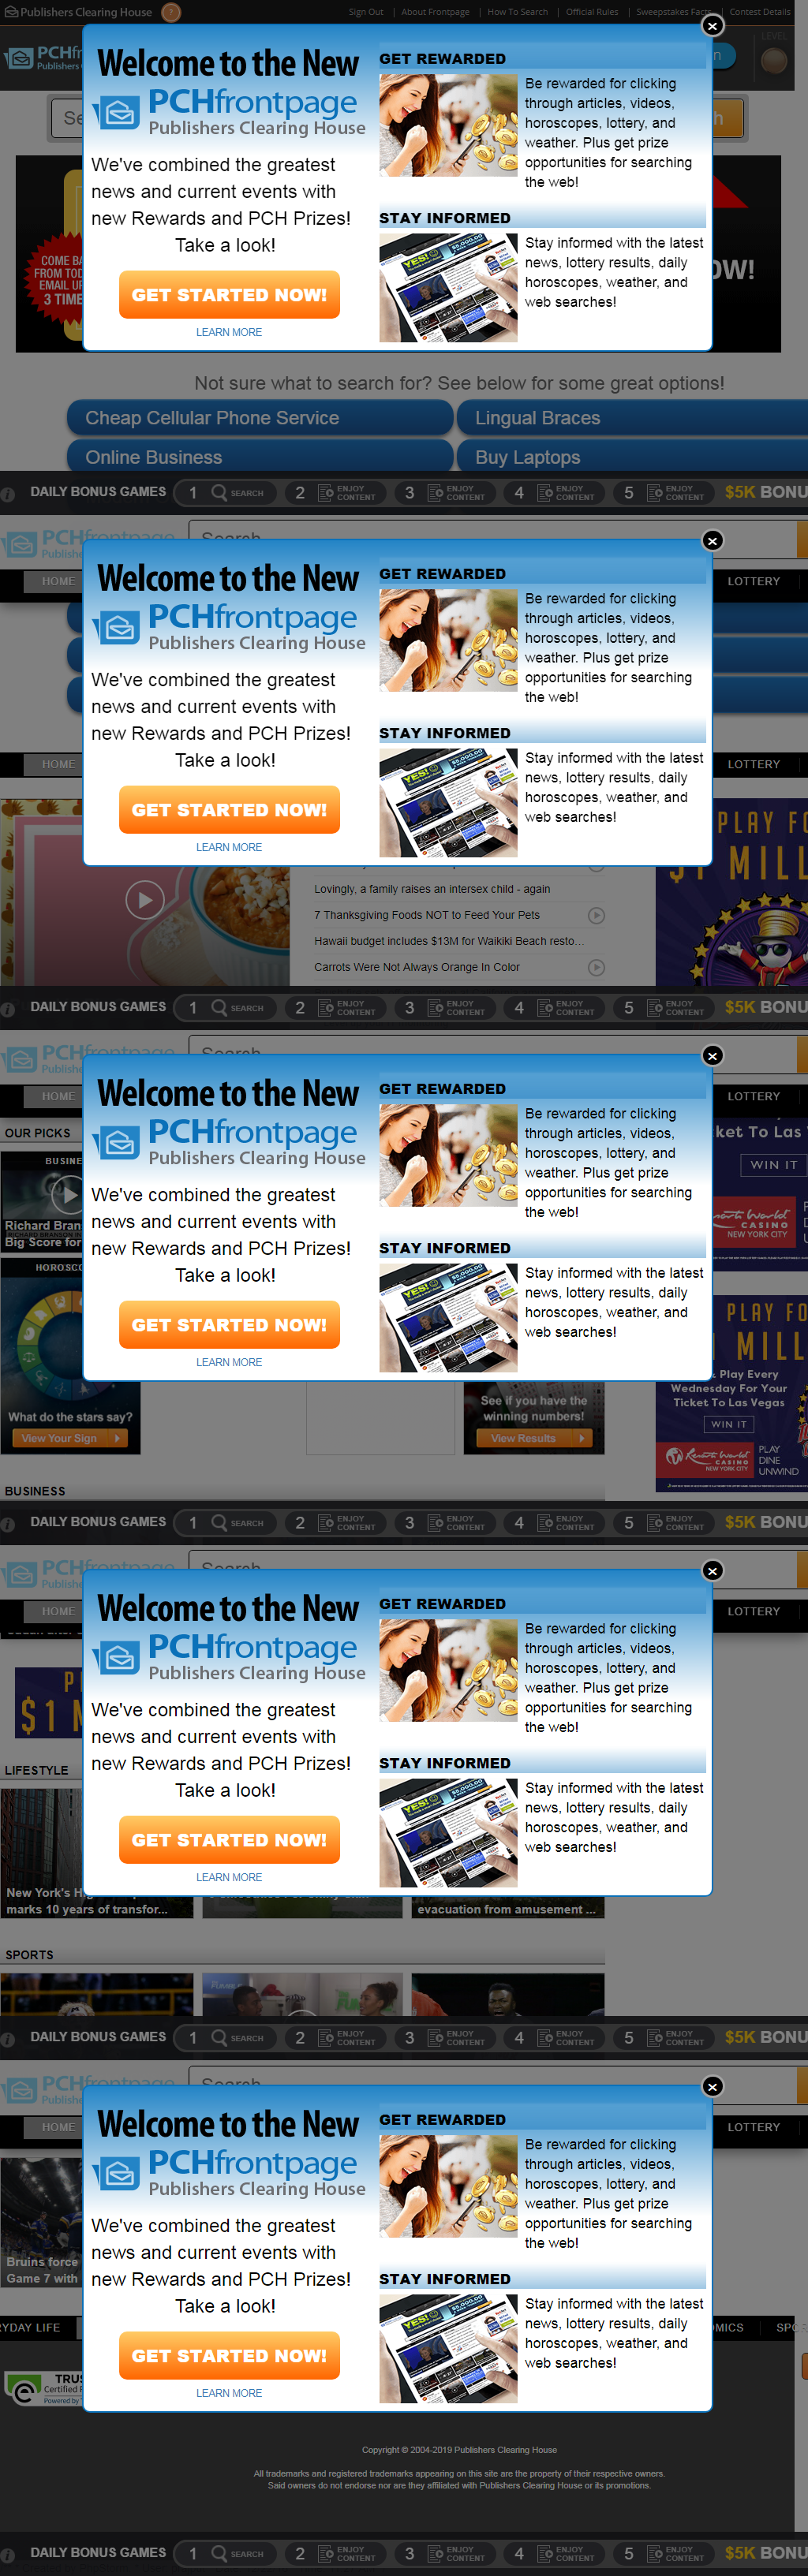 Publishers Clearing House
Sign Out | About Frontpage | How To Search | Official Rules | Sweepstakes Facts | Contest Details
LEVEL
Welcome to the New
PCHfrontpage
Publishers Clearing House
We've combined the greatest
news and current events with
new Rewards and PCH Prizes!
Take a look!
GET STARTED NOW!
LEARN MORE
GET REWARDED
Be rewarded for clicking
through articles, videos,
horoscopes, lottery, and
weather. Plus get prize
opportunities for searching
the web!
STAY INFORMED
Stay informed with the latest
news, lottery results, daily
horoscopes, weather, and
web searches!
COME BA
FROM TOD
EMAIL UP
3 TIME
OW!
Not sure what to search for? See below for some great options!
Cheap Cellular Phone Service
Lingual Braces
Online Business
Buy Laptops
DAILY BONUS GAMES 1 SEARCH 2 ENJOY CONTENT 3 ENJOY CONTENT 4 ENJOY CONTENT 5 ENJOY CONTENT $5K BONU
PCHfrontpage
Search
HOME
LOTTERY
Welcome to the New
PCHfrontpage
Publishers Clearing House
We've combined the greatest
news and current events with
new Rewards and PCH Prizes!
Take a look!
GET STARTED NOW!
LEARN MORE
GET REWARDED
Be rewarded for clicking
through articles, videos,
horoscopes, lottery, and
weather. Plus get prize
opportunities for searching
the web!
STAY INFORMED
Stay informed with the latest
news, lottery results, daily
horoscopes, weather, and
web searches!
HOME
LOTTERY
PLAY FO
$1 MILL
Lovingly, a family raises an intersex child - again
7 Thanksgiving Foods NOT to Feed Your Pets
Hawaii budget includes $13M for Waikiki Beach resto...
Carrots Were Not Always Orange In Color
DAILY BONUS GAMES 1 SEARCH 2 ENJOY CONTENT 3 ENJOY CONTENT 4 ENJOY CONTENT 5 ENJOY CONTENT $5K BONU
PCHfrontpage
Search
HOME
LOTTERY
OUR PICKS
BUSINE
Richard Bran
Big Score for
HOROSC
What do the stars say?
View Your Sign
Welcome to the New
PCHfrontpage
Publishers Clearing House
We've combined the greatest
news and current events with
new Rewards and PCH Prizes!
Take a look!
GET STARTED NOW!
LEARN MORE
GET REWARDED
Be rewarded for clicking
through articles, videos,
horoscopes, lottery, and
weather. Plus get prize
opportunities for searching
the web!
STAY INFORMED
Stay informed with the latest
news, lottery results, daily
horoscopes, weather, and
web searches!
See if you have the
winning numbers!
View Results
ket To Las
WIN IT
Resorts World
CASINO
NEW YORK CITY
PLAY FO
MILL
Play Every
Wednesday For Your
Ticket To Las Vegas
WIN IT
Resorts World
CASINO
NEW YORK CITY
PLAY
DINE
UNWIND
BUSINESS
DAILY BONUS GAMES 1 SEARCH 2 ENJOY CONTENT 3 ENJOY CONTENT 4 ENJOY CONTENT 5 ENJOY CONTENT $5K BONU
PCHfrontpage
Search
HOME
LOTTERY
$1 M
LIFESTYLE
Welcome to the New
PCHfrontpage
Publishers Clearing House
We've combined the greatest
news and current events with
new Rewards and PCH Prizes!
Take a look!
GET STARTED NOW!
LEARN MORE
GET REWARDED
Be rewarded for clicking
through articles, videos,
horoscopes, lottery, and
weather. Plus get prize
opportunities for searching
the web!
STAY INFORMED
Stay informed with the latest
news, lottery results, daily
horoscopes, weather, and
web searches!
New York's Hig
marks 10 years of transfor...
evacuation from amusement ...
SPORTS
DAILY BONUS GAMES 1 SEARCH 2 ENJOY CONTENT 3 ENJOY CONTENT 4 ENJOY CONTENT 5 ENJOY CONTENT $5K BONU
PCHfrontpage
Search
HOME
LOTTERY
Bruins force
Game 7 with
Welcome to the New
PCHfrontpage
Publishers Clearing House
We've combined the greatest
news and current events with
new Rewards and PCH Prizes!
Take a look!
GET STARTED NOW!
LEARN MORE
GET REWARDED
Be rewarded for clicking
through articles, videos,
horoscopes, lottery, and
weather. Plus get prize
opportunities for searching
the web!
STAY INFORMED
Stay informed with the latest
news, lottery results, daily
horoscopes, weather, and
web searches!
RYDAY LIFE
OMICS
SPO
TRUS
Certified
Powered by
Copyright © 2004-2019 Publishers Clearing House
All trademarks and registered trademarks appearing on this site are the property of their respective owners.
Said owners do not endorse nor are they affiliated with Publishers Clearing House or its promotions.
DAILY BONUS GAMES 1 SEARCH 2 ENJOY CONTENT 3 ENJOY CONTENT 4 ENJOY CONTENT 5 ENJOY CONTENT $5K BONU